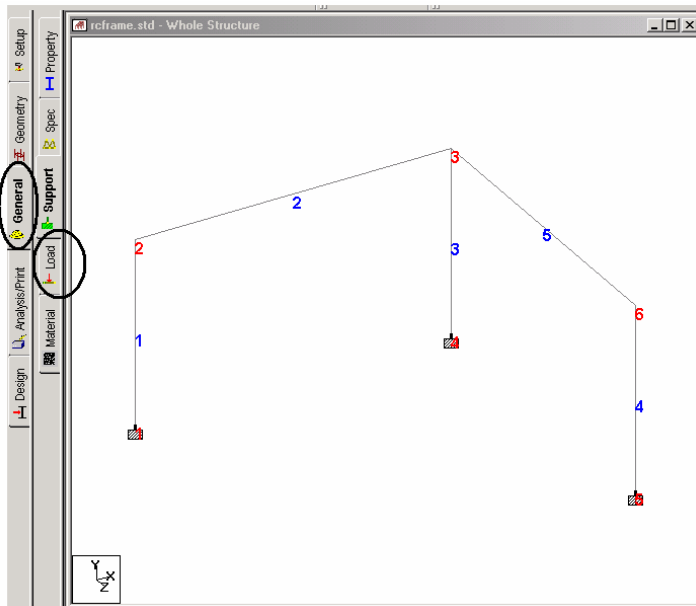 rcframe.std - Whole Structure
Setup
Geometry
General
Analysis/Print
Design
Property
Spec
Support
Load
Material
3
2
2
5
2
3
6
1
4
Y
X
Z